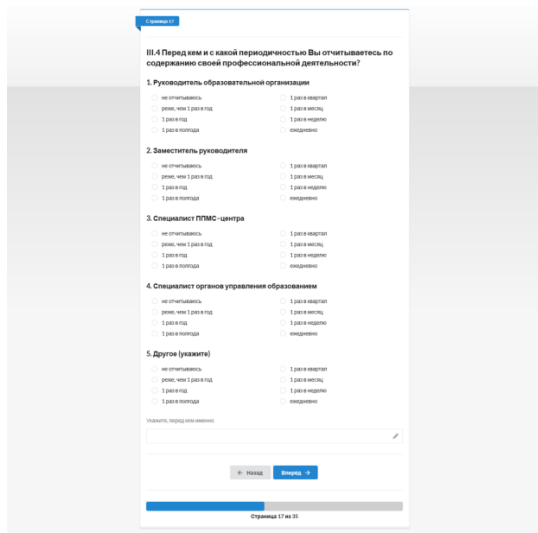 Страница 17
III.4 Перед кем и с какой периодичностью Вы отчитываетесь по
содержанию своей профессиональной деятельности?
1. Руководитель образовательной организации
не отчитываюсь
1 раз в квартал
реже, чем 1 раз в год
1 раз в месяц
1 раз в год
1 раз в неделю
1 раз в полгода
ежедневно
2. Заместитель руководителя
не отчитываюсь
1 раз в квартал
реже, чем 1 раз в год
1 раз в месяц
1 раз в год
1 раз в неделю
1 раз в полгода
ежедневно
3. Специалист ППМС-центра
не отчитываюсь
1 раз в квартал
реже, чем 1 раз в год
1 раз в месяц
1 раз в год
1 раз в неделю
1 раз в полгода
ежедневно
4. Специалист органов управления образованием
не отчитываюсь
1 раз в квартал
реже, чем 1 раз в год
1 раз в месяц
1 раз в год
1 раз в неделю
1 раз в полгода
ежедневно
5. Другое (укажите)
не отчитываюсь
1 раз в квартал
реже, чем 1 раз в год
1 раз в месяц
1 раз в год
1 раз в неделю
1 раз в полгода
ежедневно
Укажите, перед кем именно:
← Назад
Вперед →
Страница 17 из 35